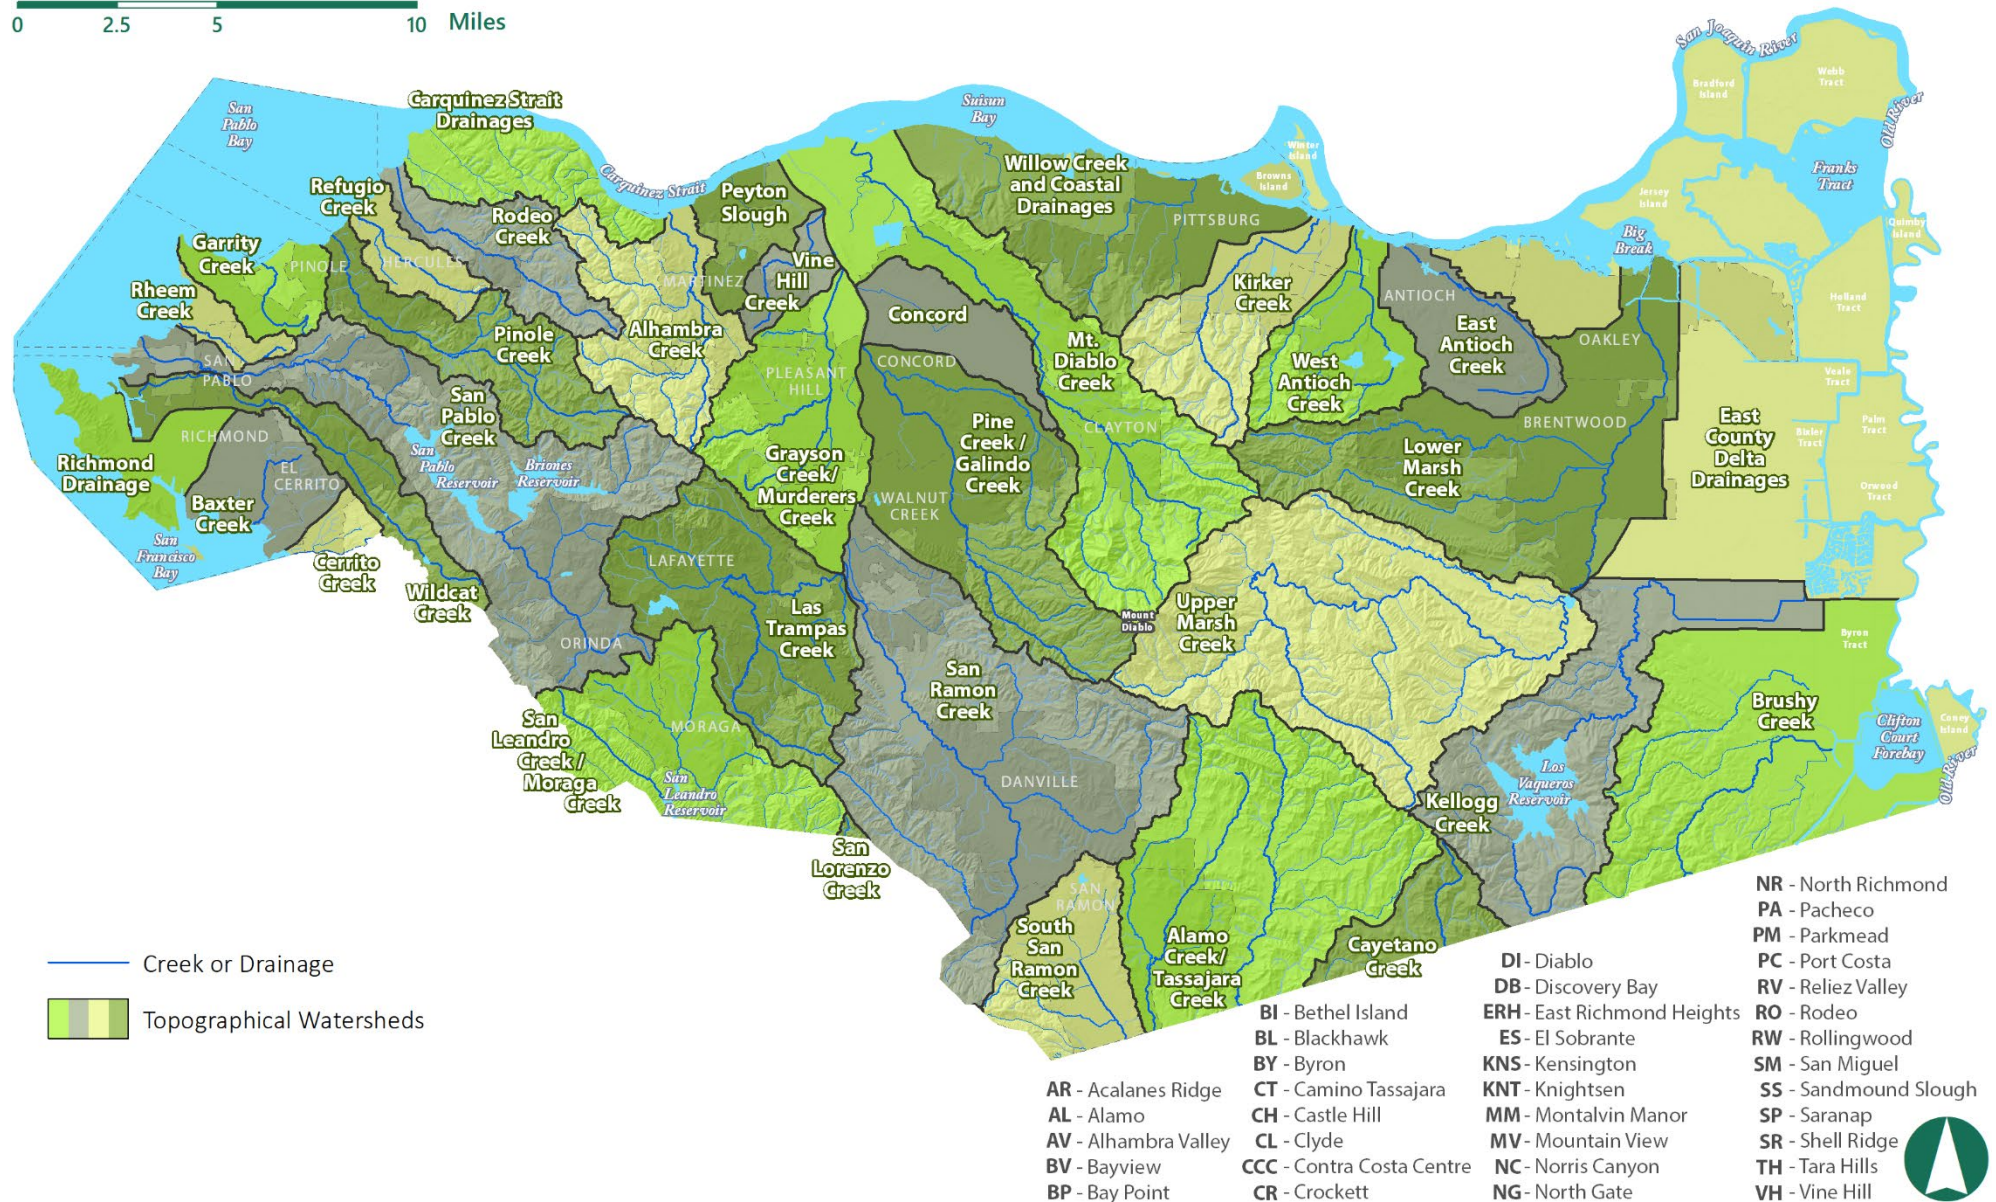 0 2.5 5 10 Miles
San Joaquin River
Webb
Tract
Bradford
Island
Old River
San
Pablo
Bay
Carquinez Strait
Drainages
Suisun
Bay
Winter
Island
Browns
Island
Franks
Tract
Jersey
Island
Quimby
Island
Big
Break
Carquinez Strait
Willow Creek
and Coastal
Drainages
PITTSBURG
Refugio
Creek
Rodeo
Creek
Peyton
Slough
Garrity
Creek
PINOLE
HERCULES
MARTINEZ
Vine
Hill
Creek
Kirker
Creek
ANTIOCH
Holland
Tract
Rheem
Creek
Pinole
Creek
Alhambra
Creek
Concord
East
Antioch
Creek
OAKLEY
SAN
PABLO
PLEASANT
HILL
CONCORD
Mt.
Diablo
Creek
West
Antioch
Creek
Veale
Tract
San
Pablo
Creek
RICHMOND
CLAYTON
BRENTWOOD
East
County
Delta
Drainages
Palm
Tract
Bixler
Tract
Pine
Creek /
Galindo
Creek
Lower
Marsh
Creek
Richmond
Drainage
EL
CERRITO
San
Pablo
Reservoir
Briones
Reservoir
Grayson
Creek/
Murderers
Creek
WALNUT
CREEK
Orwood
Tract
Baxter
Creek
San
Francisco
Bay
Cerrito
Creek
Wildcat
Creek
LAFAYETTE
Las
Trampas
Creek
Mount
Diablo
Upper
Marsh
Creek
Byron
Tract
ORINDA
San
Ramon
Creek
Brushy
Creek
Clifton
Court
Forebay
Coney
Island
Old River
San
Leandro
Creek /
Moraga
Creek
MORAGA
San
Leandro
Reservoir
DANVILLE
Los
Vaqueros
Reservoir
Kellogg
Creek
San
Lorenzo
Creek
SAN
RAMON
South
San
Ramon
Creek
Alamo
Creek/
Tassajara
Creek
Cayetano
Creek
Creek or Drainage
Topographical Watersheds
AR - Acalanes Ridge
AL - Alamo
AV - Alhambra Valley
BV - Bayview
BP - Bay Point
BI - Bethel Island
BL - Blackhawk
BY - Byron
CT - Camino Tassajara
CH - Castle Hill
CL - Clyde
CCC - Contra Costa Centre
CR - Crockett
DI - Diablo
DB - Discovery Bay
ERH - East Richmond Heights
ES - El Sobrante
KNS - Kensington
KNT - Knightsen
MM - Montalvin Manor
MV - Mountain View
NC - Norris Canyon
NG - North Gate
NR - North Richmond
PA - Pacheco
PM - Parkmead
PC - Port Costa
RV - Reliez Valley
RO - Rodeo
RW - Rollingwood
SM - San Miguel
SS - Sandmound Slough
SP - Saranap
SR - Shell Ridge
TH - Tara Hills
VH - Vine Hill